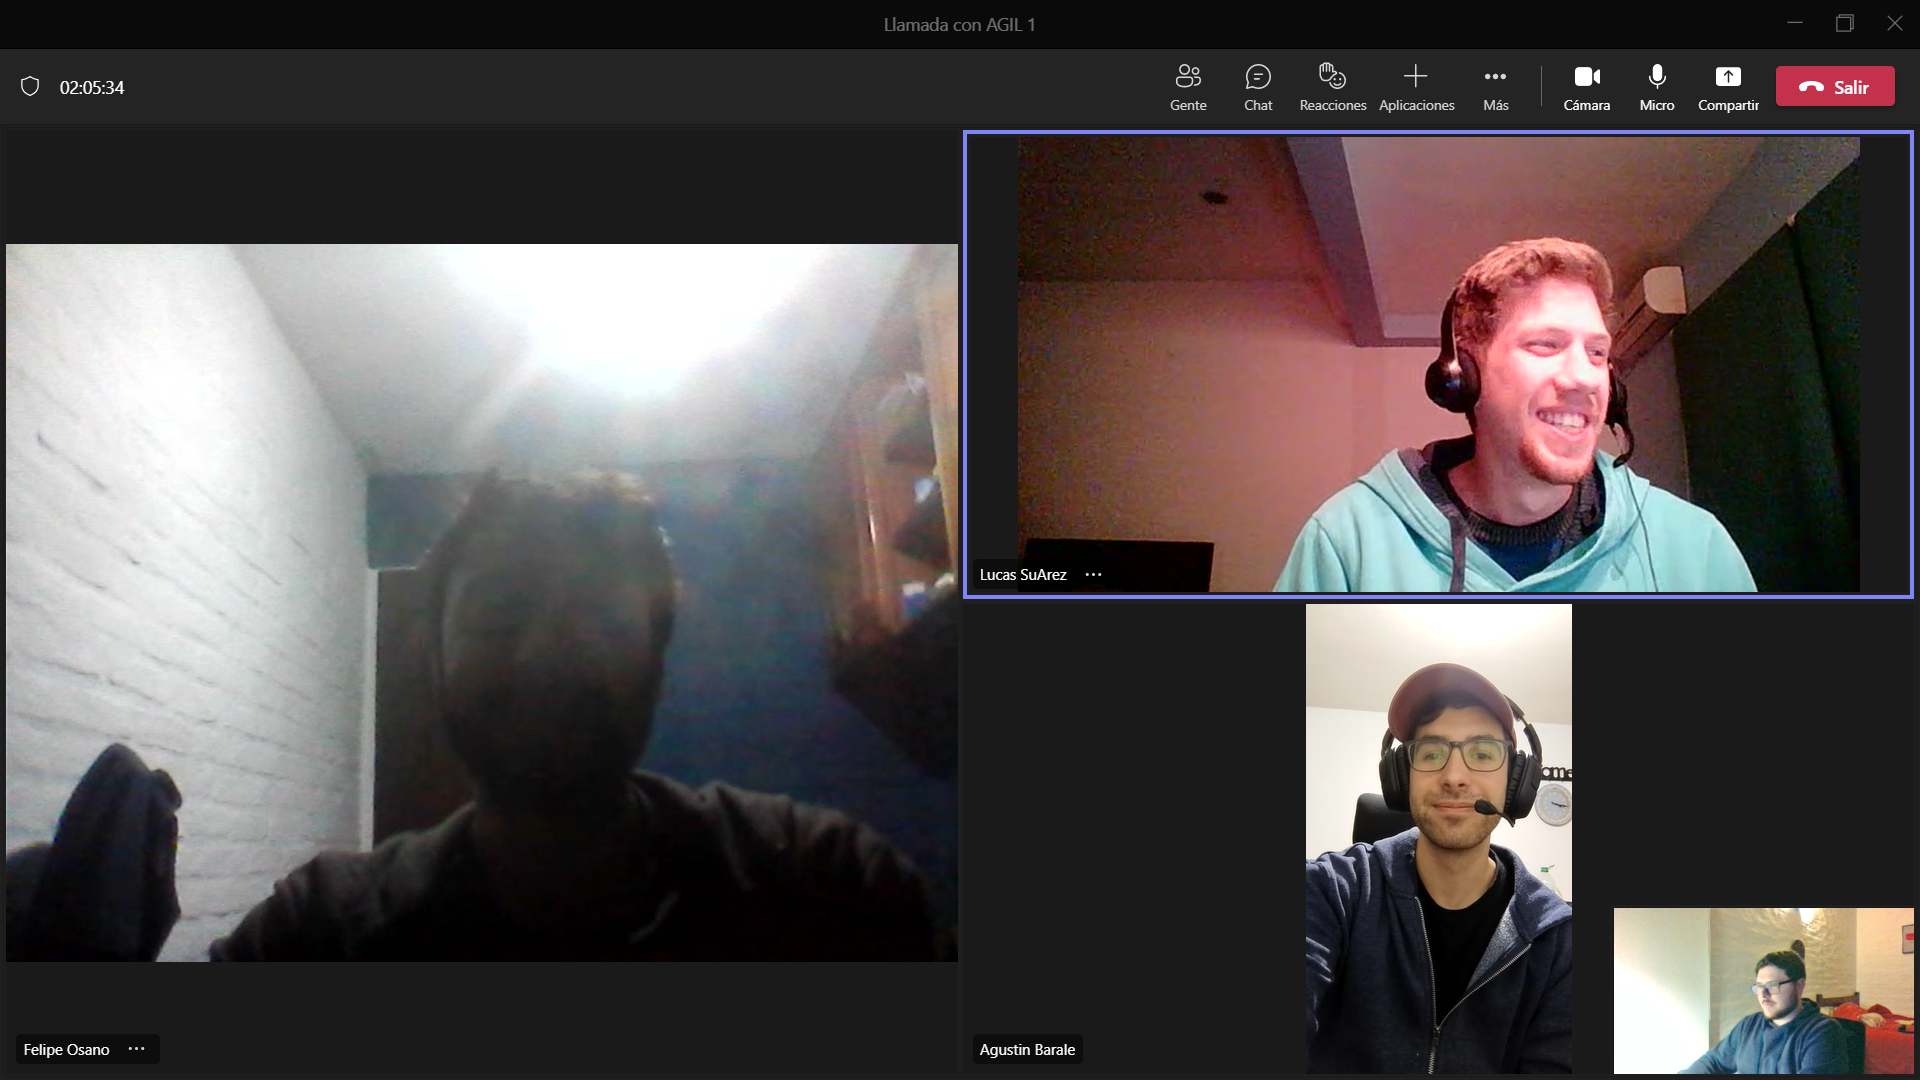 Llamada con AGIL 1
02:05:34
Gente
Chat
Reacciones
Aplicaciones
Más
Cámara
Micro
Compartir
Salir
Lucas SuArez
Felipe Osano
Agustin Barale